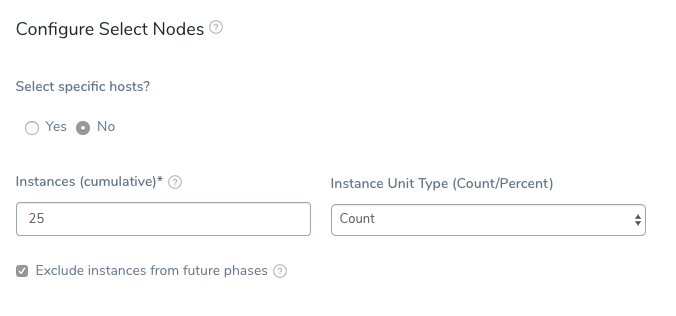 Configure Select Nodes ?
Select specific hosts?
Yes No
Instances (cumulative)* ?
Instance Unit Type (Count/Percent)
25
Count
Exclude instances from future phases ?